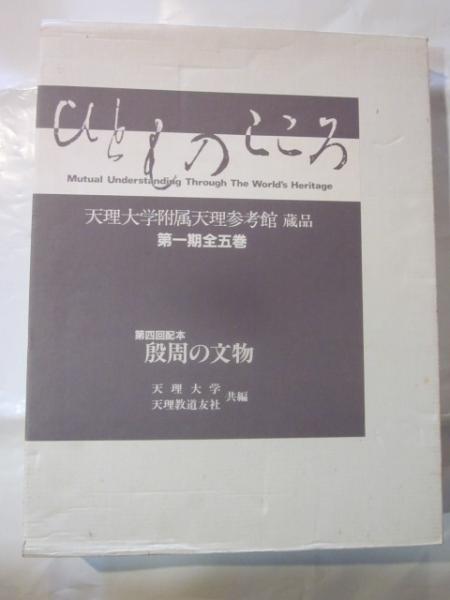 ひとものこころ
Mutual Understanding Through The World's Heritage
天理大学附属天理参考館 蔵品
第一期全五巻
第四回配本
殷周の文物
天理大学
天理教道友社 共編